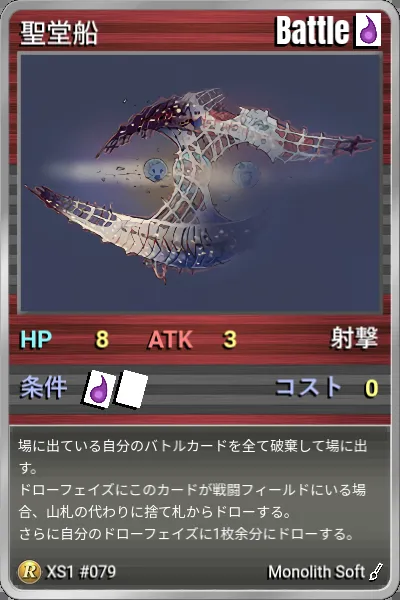 聖堂船 Battle
HP 8 ATK 3 射撃
条件 コスト 0
場に出ている自分のバトルカードを全て破棄して場に出
す。
ドローフェイズにこのカードが戦闘フィールドにいる場
合、山札の代わりに捨て札からドローする。
さらに自分のドローフェイズに1枚余分にドローする。
R XS1 #079 Monolith Soft